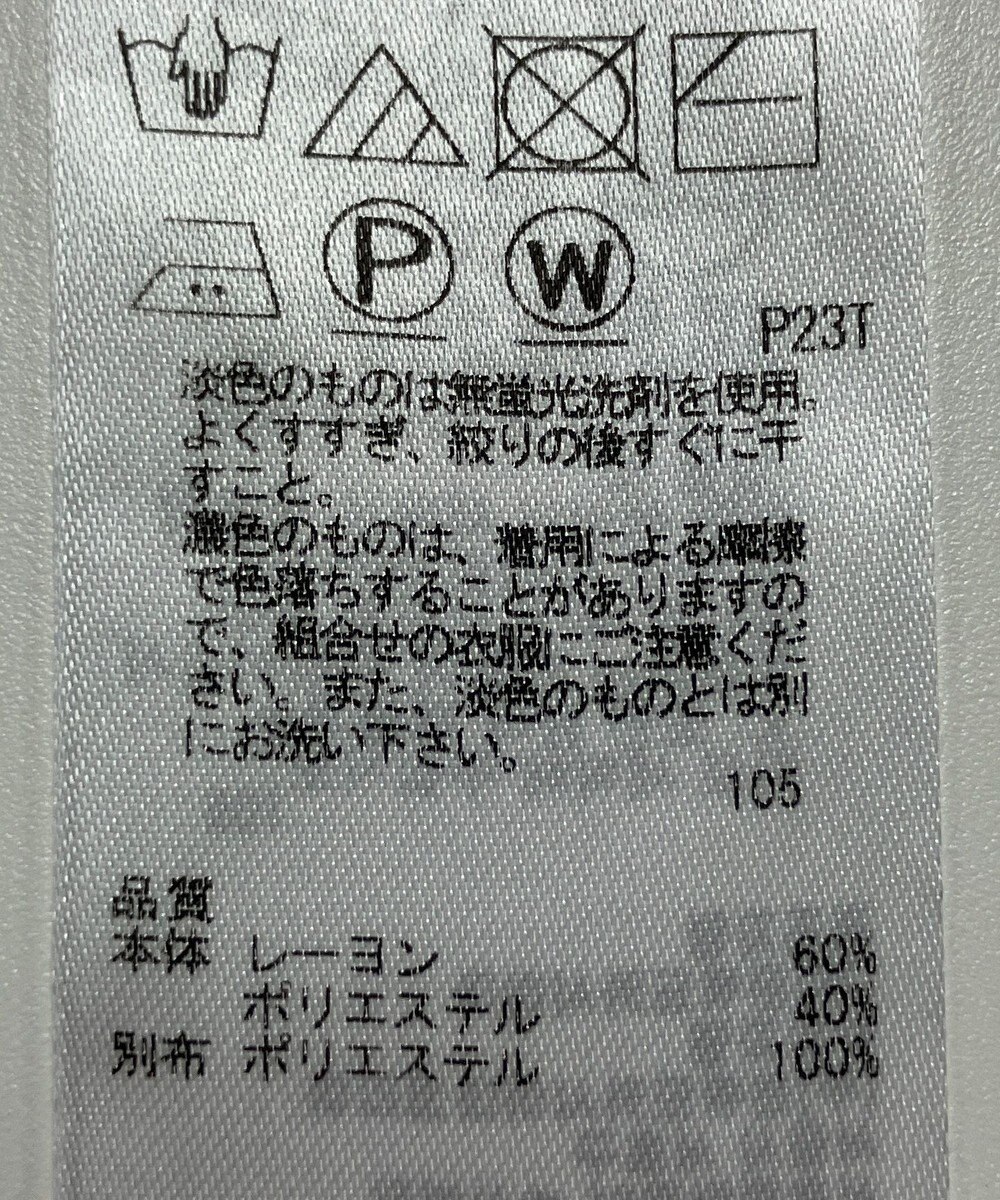 P
W
P23T
淡色のものは無蛍光洗剤を使用。
よくすすぎ、絞りの後すぐに干
すこと。
濃色のものは、着用による摩擦
で色落ちすることがありますの
で、組合せの衣服にご注意くだ
さい。また、淡色のものとは別
にお洗い下さい。
105
品質
本体 レーヨン 60%
ポリエステル 40%
別布 ポリエステル 100%